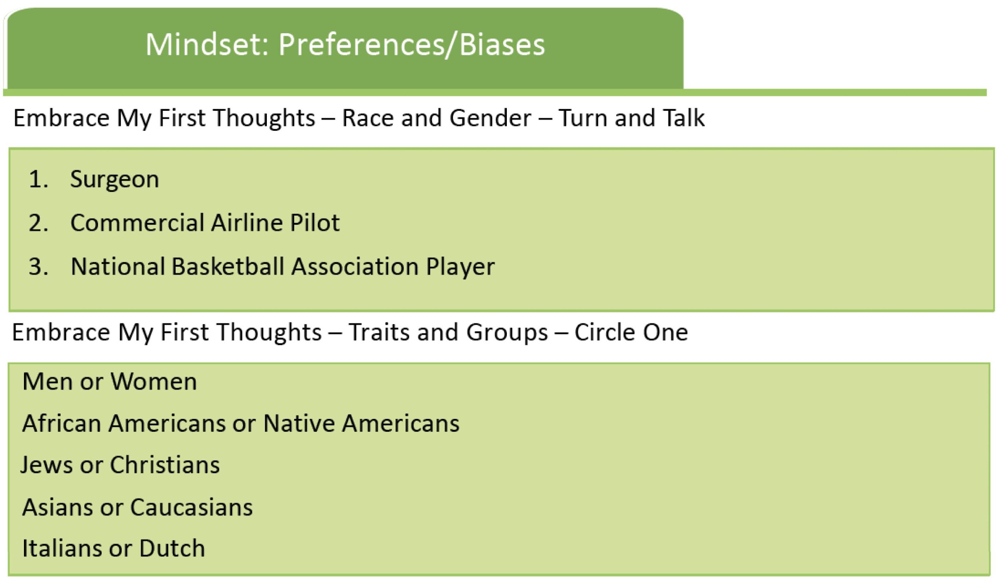 Mindset: Preferences/Biases
Embrace My First Thoughts – Race and Gender – Turn and Talk
1. Surgeon
2. Commercial Airline Pilot
3. National Basketball Association Player
Embrace My First Thoughts – Traits and Groups – Circle One
Men or Women
African Americans or Native Americans
Jews or Christians
Asians or Caucasians
Italians or Dutch